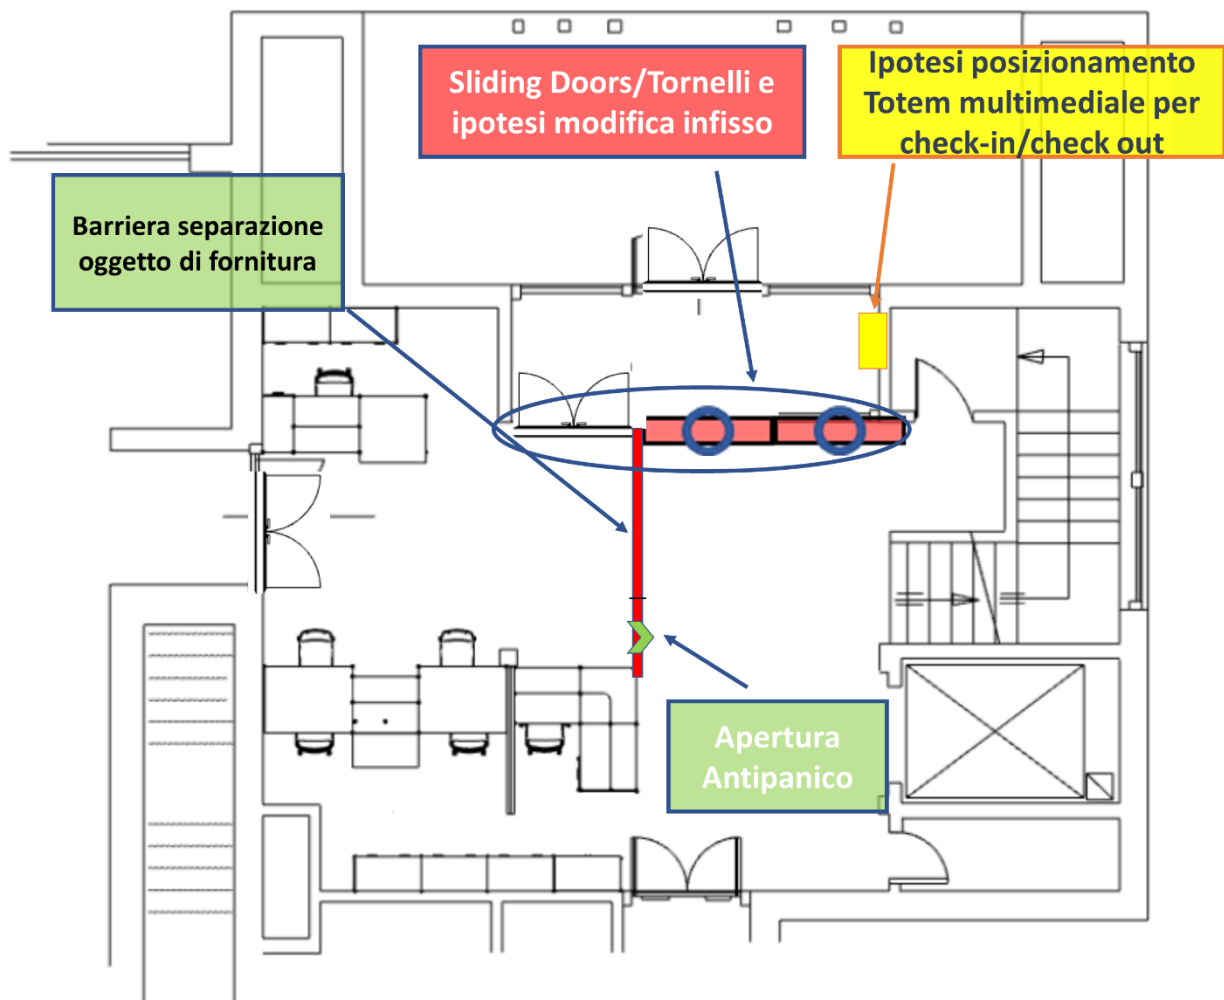 Sliding Doors/Tornelli e
ipotesi modifica infisso
Ipotesi posizionamento
Totem multimediale per
check-in/check out
Barriera separazione
oggetto di fornitura
Apertura
Antipanico